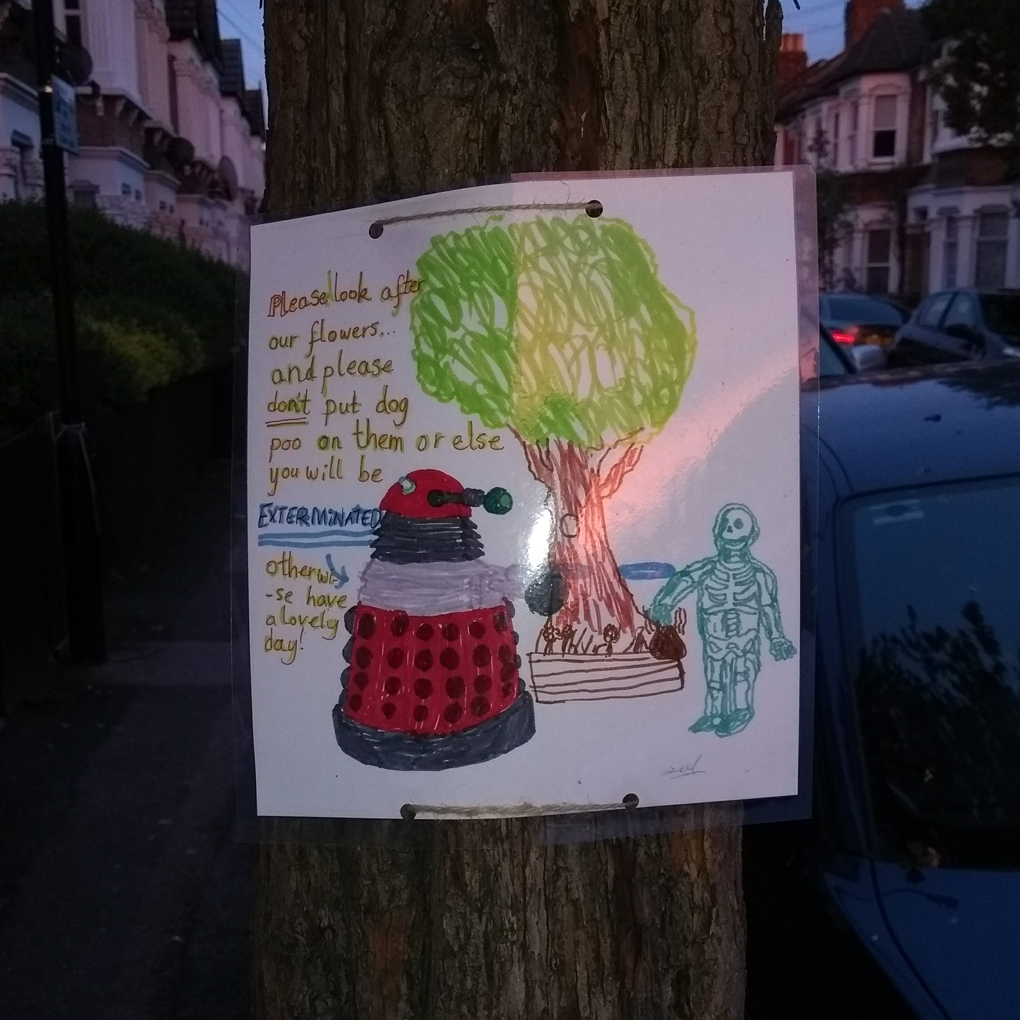 Please look after
our flowers...
and please
don't put dog
poo on them or else
you will be
EXTERMINATED
otherwi
-se have
a lovely
day!